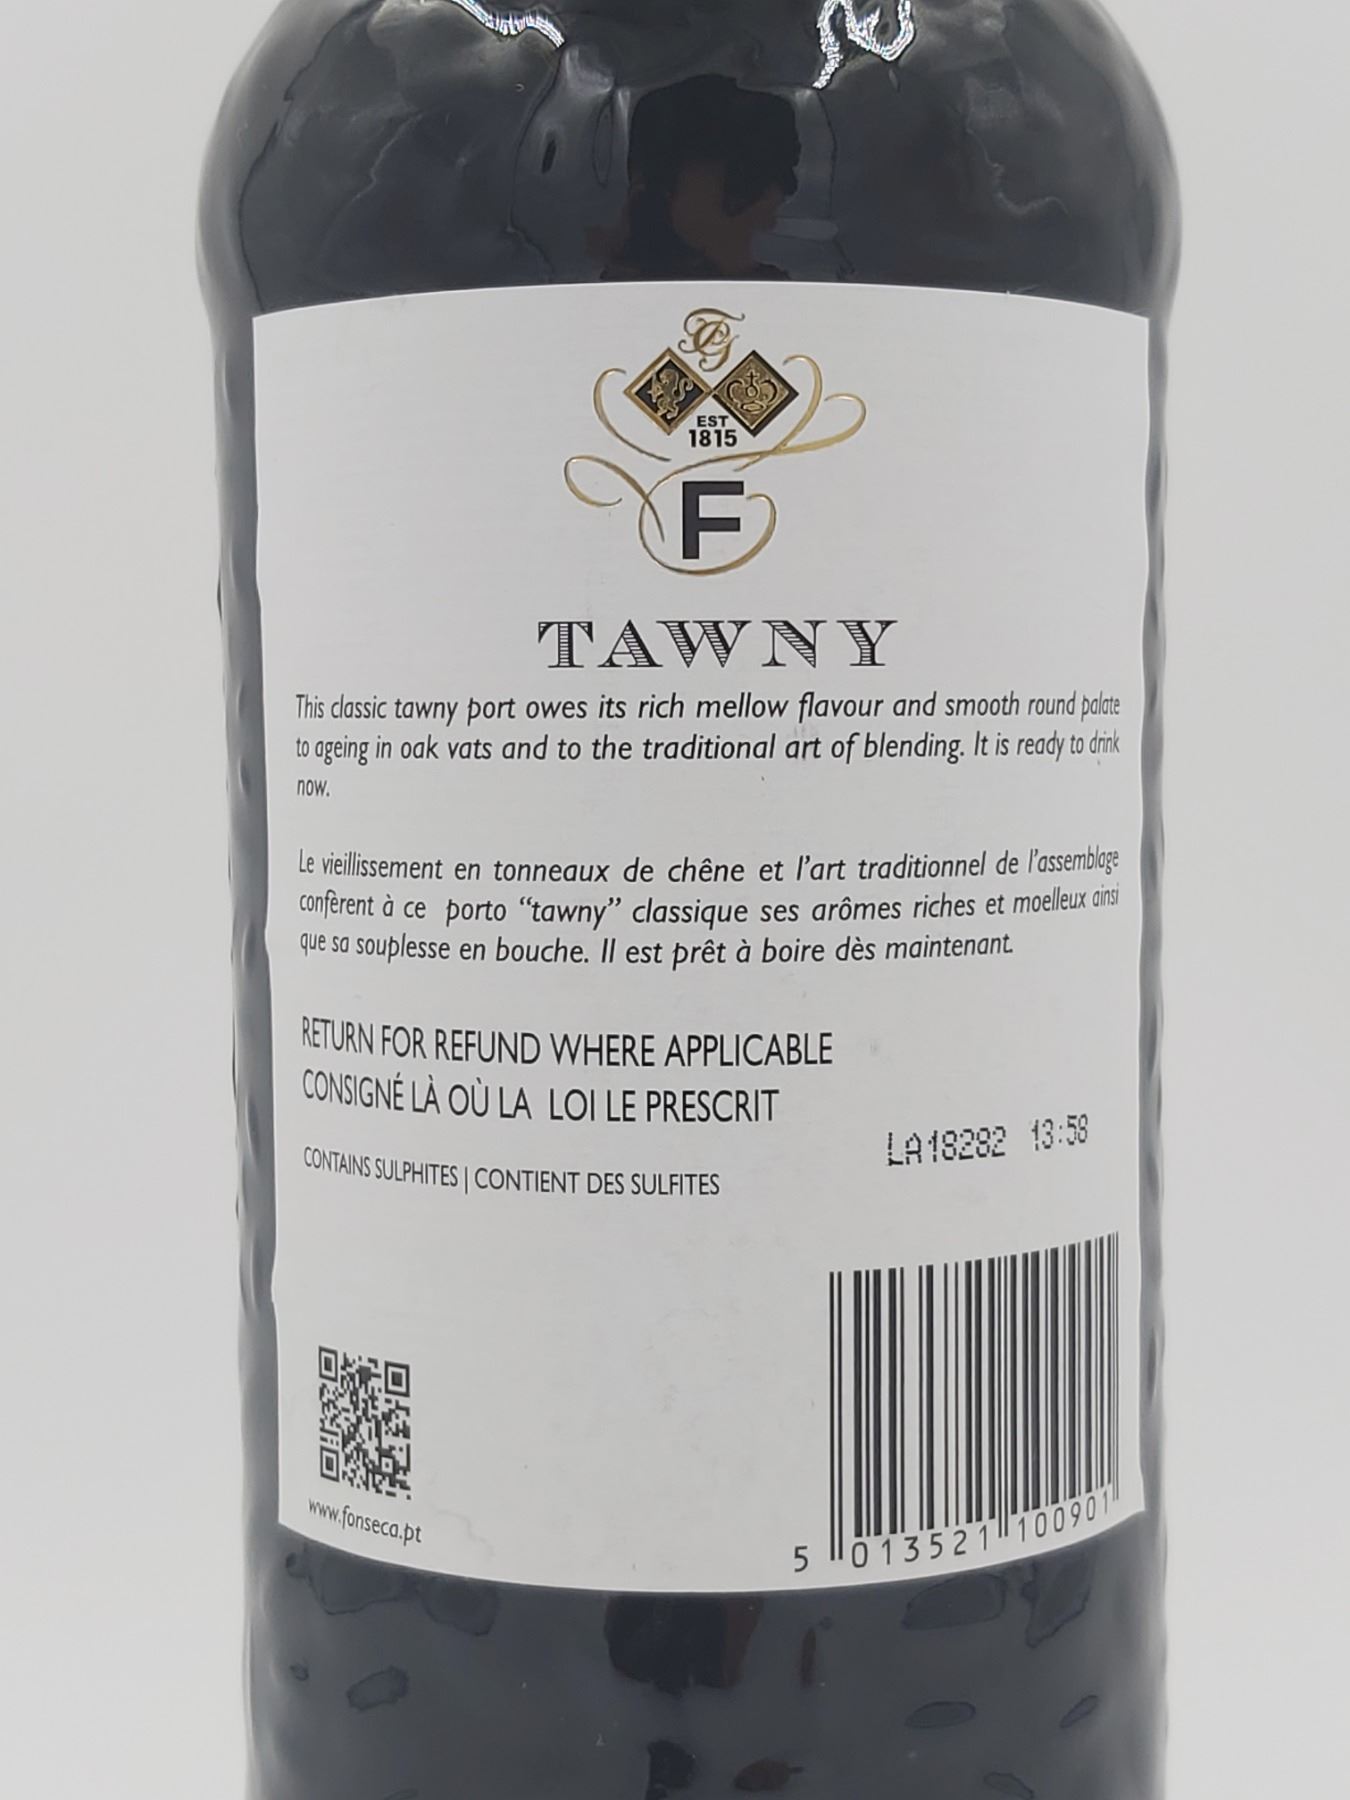 EST
1815
F
TAWNY
This classic tawny port owes its rich mellow flavour and smooth round palate
to ageing in oak vats and to the traditional art of blending. It is ready to drink
now.
Le vieillissement en tonneaux de chêne et l'art traditionnel de l'assemblage
confèrent à ce porto “tawny” classique ses arômes riches et moelleux ainsi
que sa souplesse en bouche. Il est prêt à boire dès maintenant.
RETURN FOR REFUND WHERE APPLICABLE
CONSIGNÉ LÀ OÙ LA LOI LE PRESCRIT
LA18282 13:58
CONTAINS SULPHITES | CONTIENT DES SULFITES
www.fonseca.pt
5 013521 100901